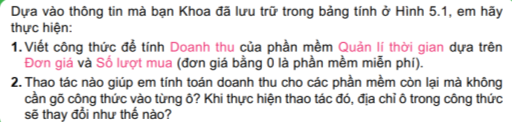 Dựa vào thông tin mà bạn Khoa đã lưu trữ trong bảng tính ở Hình 5.1, em hãy
thực hiện:
1. Viết công thức để tính Doanh thu của phần mềm Quản lí thời gian dựa trên
Đơn giá và Số lượt mua (đơn giá bằng 0 là phần mềm miễn phí).
2. Thao tác nào giúp em tính toán doanh thu cho các phần mềm còn lại mà không
cần gõ công thức vào từng ô? Khi thực hiện thao tác đó, địa chỉ ô trong công thức
sẽ thay đổi như thế nào?